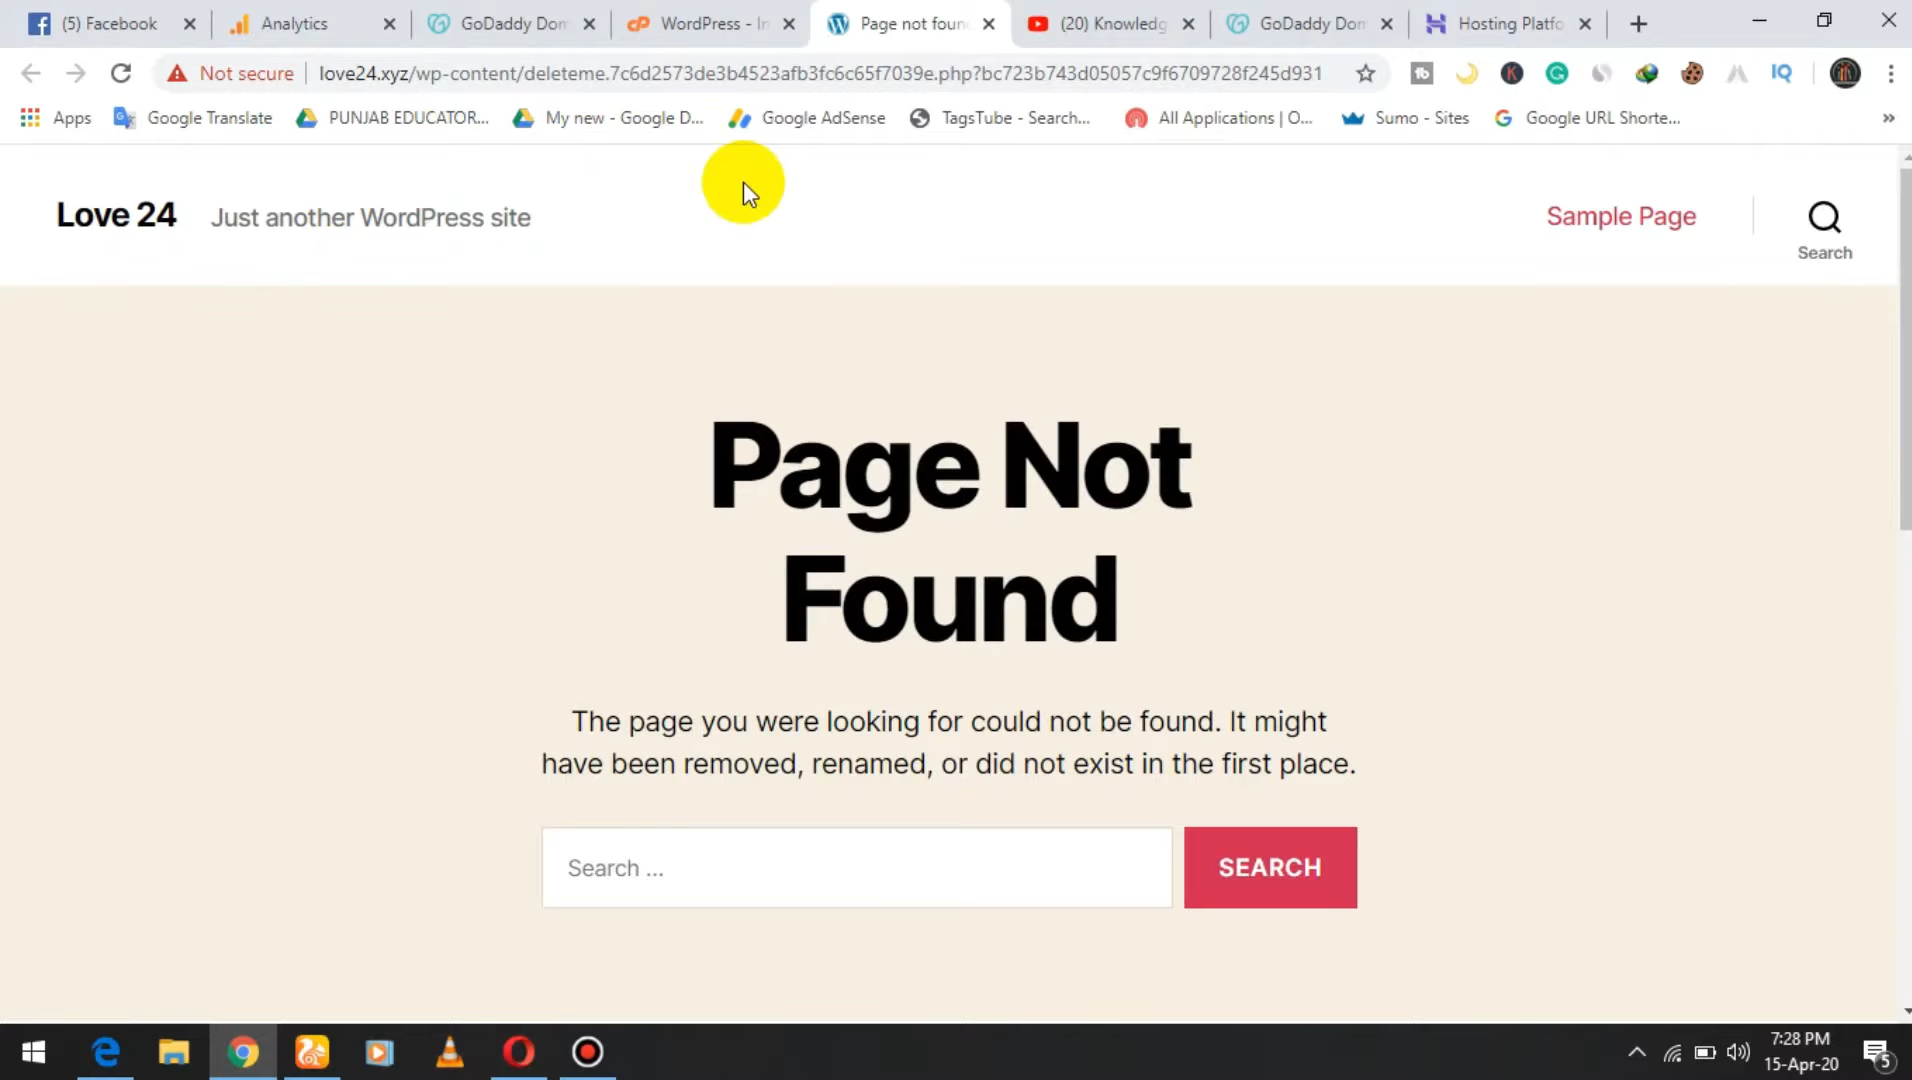 (5) Facebook
Analytics
GoDaddy Dom
WordPress - In
Page not foun
(20) Knowledg
GoDaddy Dom
Hosting Platfo
Not secure
love24.xyz/wp-content/deleteme.7c6d2573de3b4523afb3fc6c65f7039e.php?bc723b743d05057c9f6709728f245d931
Apps
Google Translate
PUNJAB EDUCATOR...
My new - Google D...
Google AdSense
TagsTube - Search...
All Applications | O...
Sumo - Sites
Google URL Shorte...
Love 24
Just another WordPress site
Sample Page
Search
Page Not
Found
The page you were looking for could not be found. It might
have been removed, renamed, or did not exist in the first place.
Search ...
SEARCH
7:28 PM
15-Apr-20
5